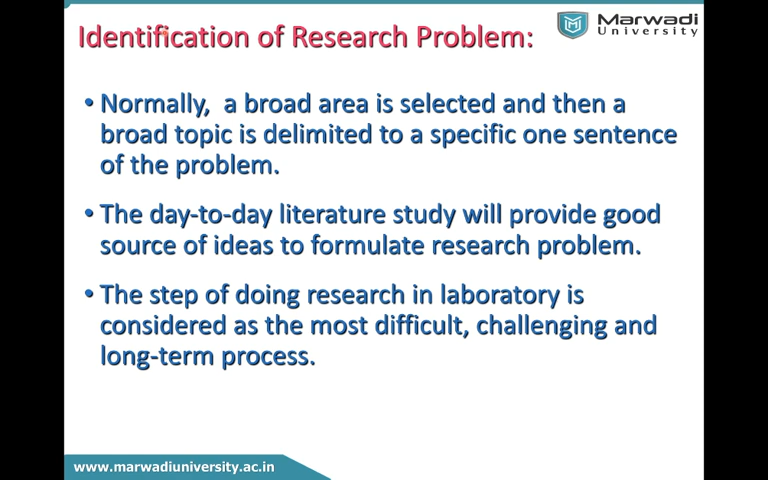 Marwadi
University
Identification of Research Problem:
• Normally, a broad area is selected and then a
broad topic is delimited to a specific one sentence
of the problem.
• The day-to-day literature study will provide good
source of ideas to formulate research problem.
• The step of doing research in laboratory is
considered as the most difficult, challenging and
long-term process.
www.marwadiuniversity.ac.in